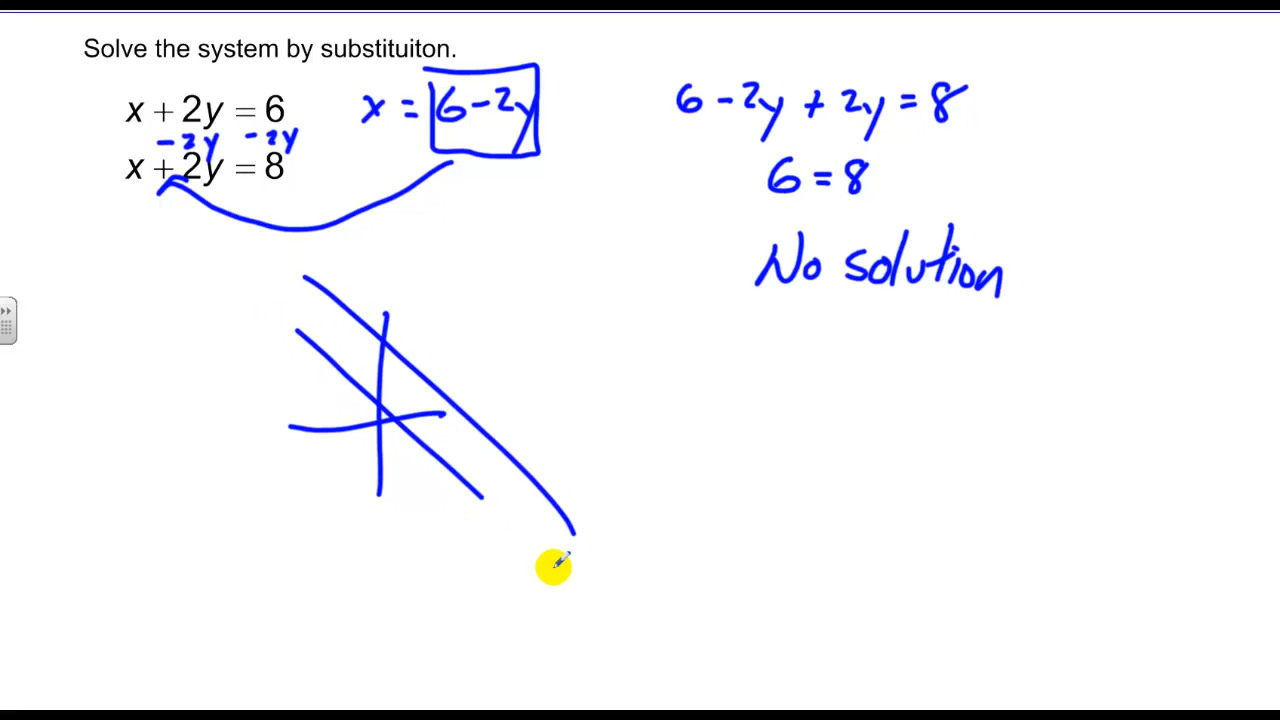 Solve the system by substituiton.
x + 2y = 6
- 2y - 2y
x + 2y = 8
x = 6 - 2y
6 - 2y + 2y = 8
6 = 8
No solution